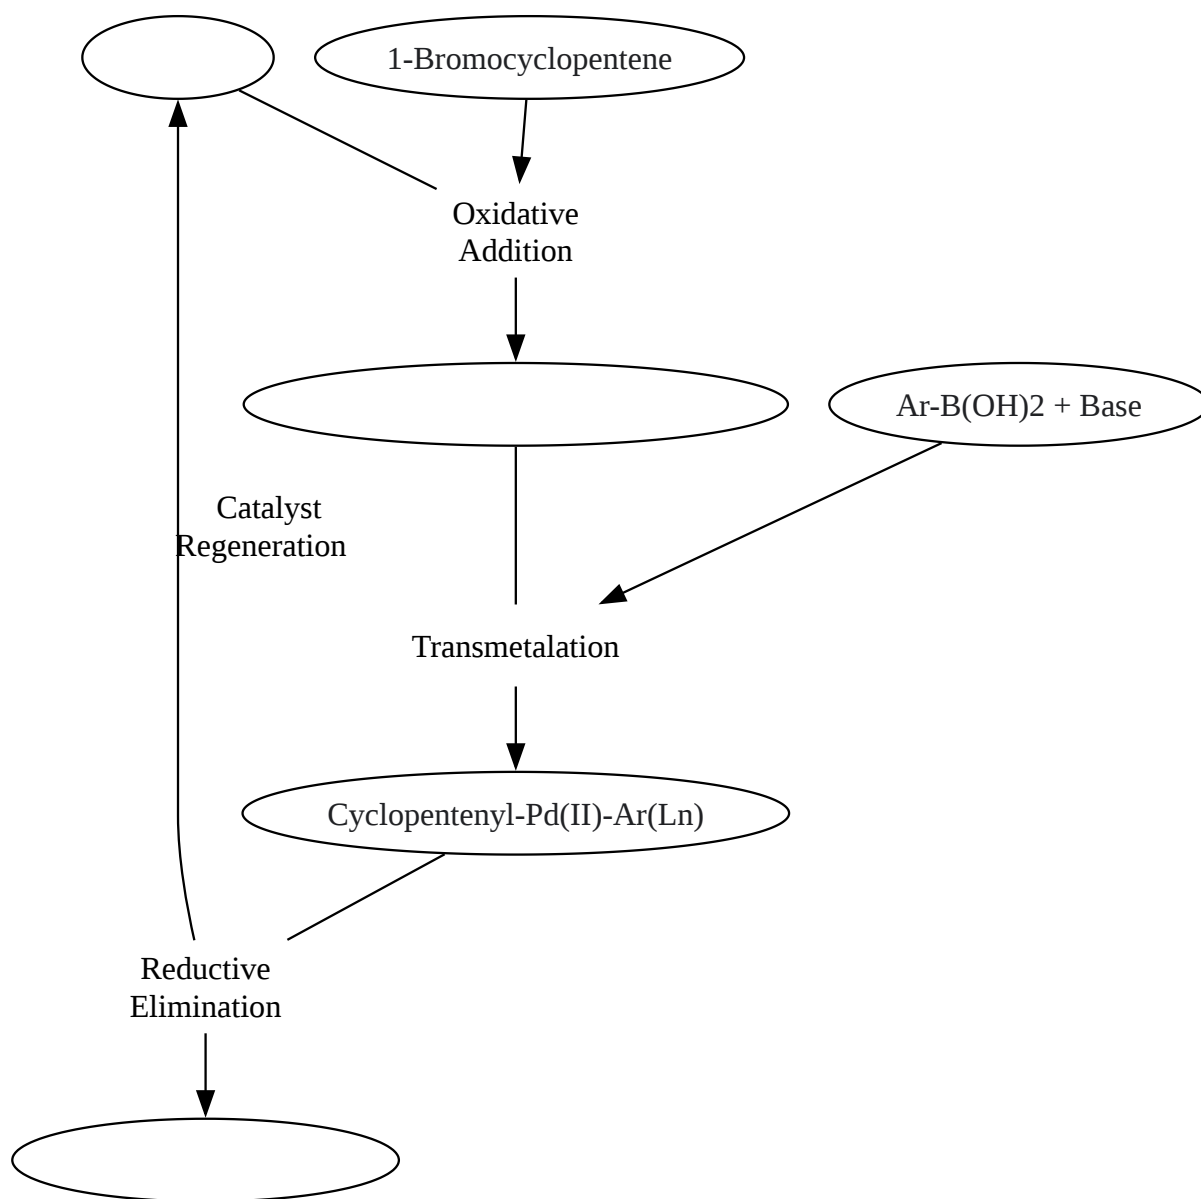 1-Bromocyclopentene
Oxidative
Addition
Ar-B(OH)2 + Base
Catalyst
Regeneration
Transmetalation
Cyclopentenyl-Pd(II)-Ar(Ln)
Reductive
Elimination